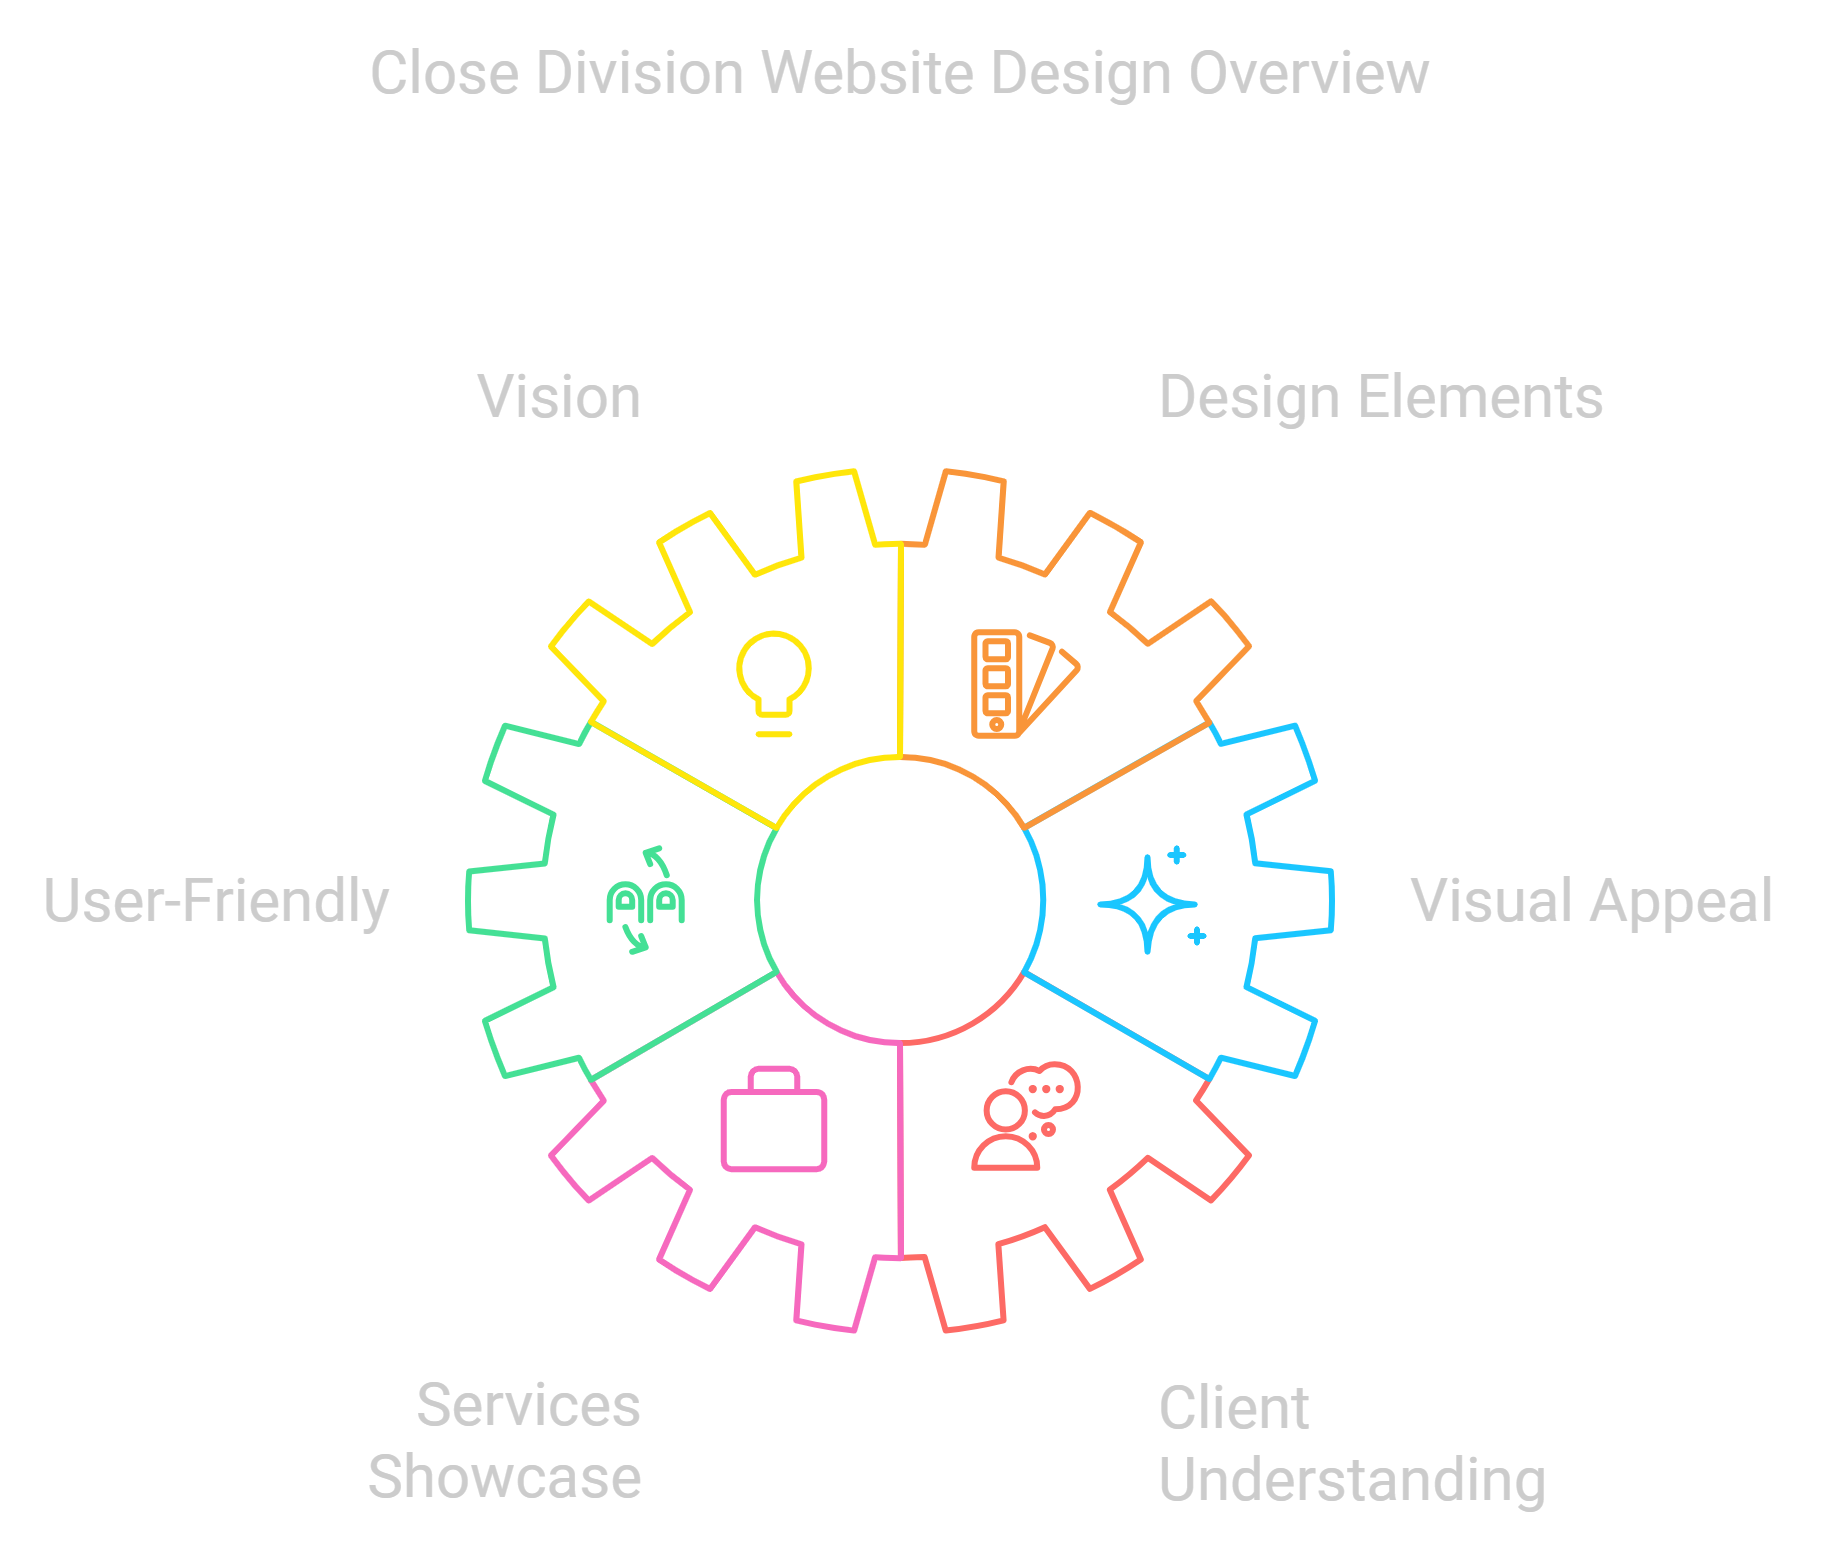 Close Division Website Design Overview
Vision
Design Elements
User-Friendly
Visual Appeal
Services
Showcase
Client
Understanding